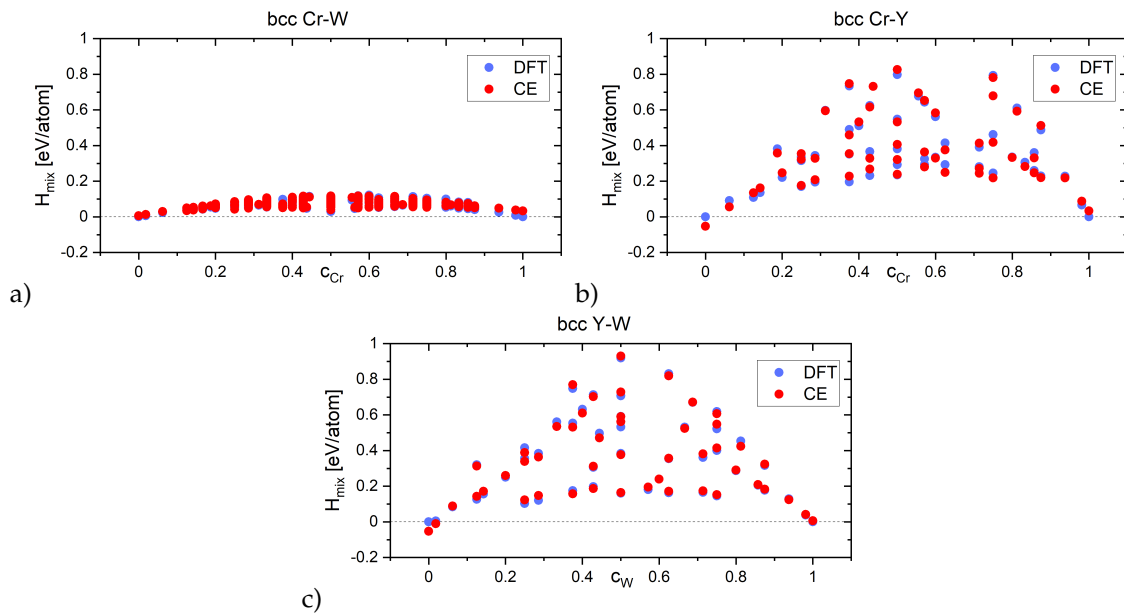 bcc Cr-W
H_mix [eV/atom]
1
0.8
0.6
0.4
0.2
0
-0.2
DFT
CE
0 0.2 0.4 0.6 0.8 1
c_Cr
a)
bcc Cr-Y
H_mix [eV/atom]
1
0.8
0.6
0.4
0.2
0
-0.2
DFT
CE
0 0.2 0.4 0.6 0.8 1
c_Cr
b)
bcc Y-W
H_mix [eV/atom]
1
0.8
0.6
0.4
0.2
0
-0.2
DFT
CE
0 0.2 0.4 0.6 0.8 1
c_W
c)